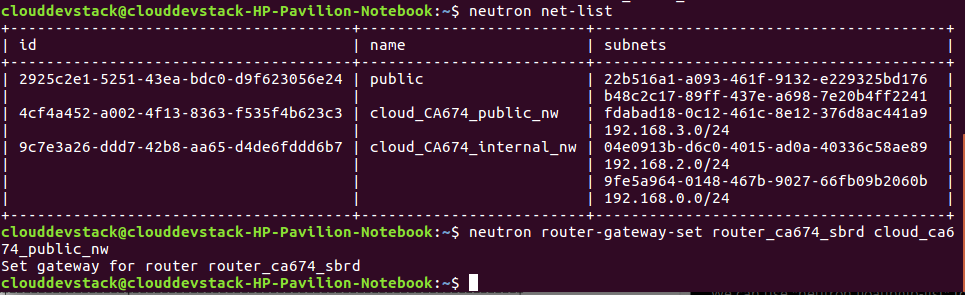 clouddevstack@clouddevstack-HP-Pavilion-Notebook:~$ neutron net-list
+--------------------------------------+--------------------------+--------------------------------------+
| id | name | subnets |
+--------------------------------------+--------------------------+--------------------------------------+
| 2925c2e1-5251-43ea-bdc0-d9f623056e24 | public | 22b516a1-a093-461f-9132-e229325bd176 |
| | | b48c2c17-89ff-437e-a698-7e20b4ff2241 |
| 4cf4a452-a002-4f13-8363-f535f4b623c3 | cloud_CA674_public_nw | fdabad18-0c12-461c-8e12-376d8ac441a9 |
| | | 192.168.3.0/24 |
| 9c7e3a26-ddd7-42b8-aa65-d4de6fddd6b7 | cloud_CA674_internal_nw | 04e0913b-d6c0-4015-ad0a-40336c58ae89 |
| | | 192.168.2.0/24 |
| | | 9fe5a964-0148-467b-9027-66fb09b2060b |
| | | 192.168.0.0/24 |
+--------------------------------------+--------------------------+--------------------------------------+
clouddevstack@clouddevstack-HP-Pavilion-Notebook:~$ neutron router-gateway-set router_ca674_sbrd cloud_ca6
74_public_nw
Set gateway for router router_ca674_sbrd
clouddevstack@clouddevstack-HP-Pavilion-Notebook:~$